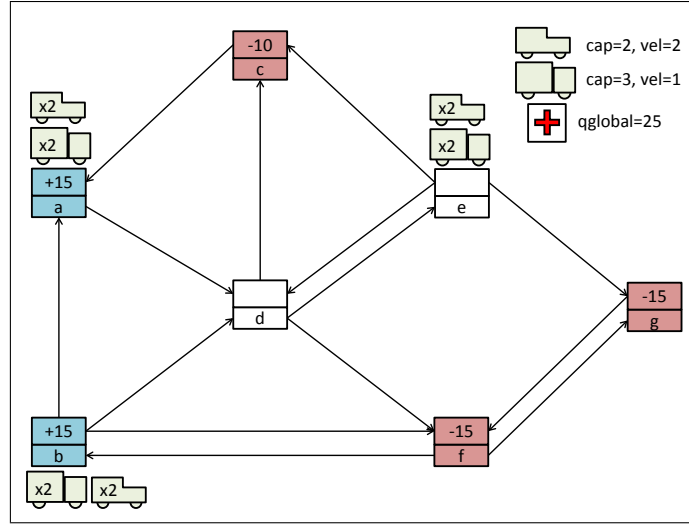 -10
c
cap=2, vel=2
cap=3, vel=1
qglobal=25
x2
x2
x2
x2
+15
a
e
d
-15
g
+15
b
-15
f
x2
x2